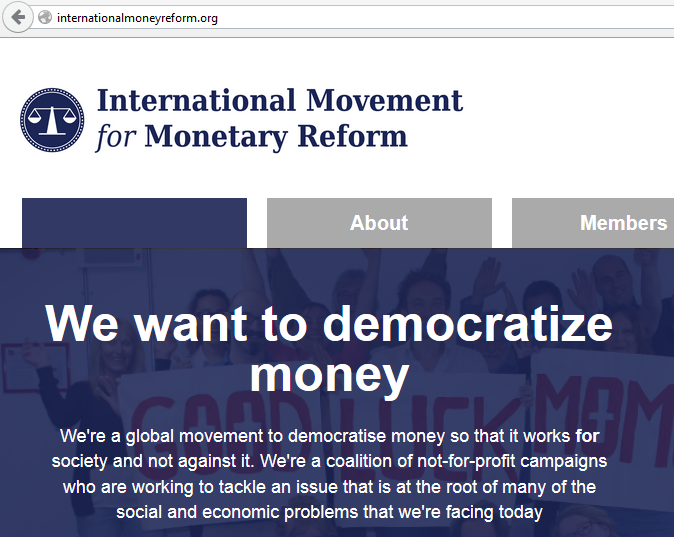 internationalmoneyreform.org
International Movement
for Monetary Reform
About
Members
We want to democratize
money
GOOD LUCK MOM
We're a global movement to democratise money so that it works for
society and not against it. We're a coalition of not-for-profit campaigns
who are working to tackle an issue that is at the root of many of the
social and economic problems that we're facing today